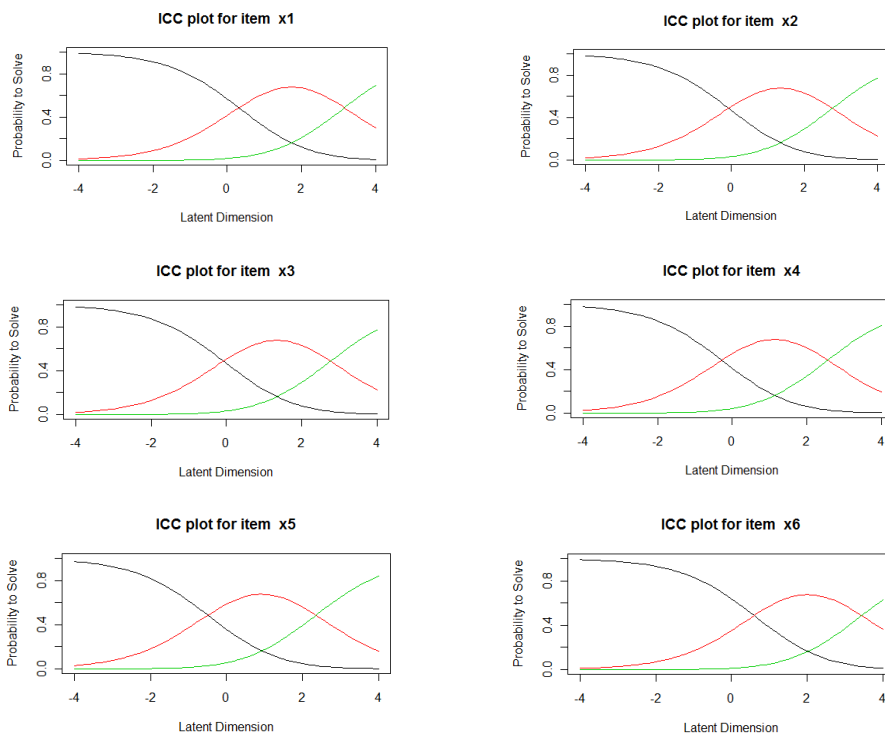 ICC plot for item  x1
Probability to Solve
0.0 0.4 0.8
-4 -2 0 2 4
Latent Dimension
ICC plot for item  x2
Probability to Solve
0.0 0.4 0.8
-4 -2 0 2 4
Latent Dimension
ICC plot for item  x3
Probability to Solve
0.0 0.4 0.8
-4 -2 0 2 4
Latent Dimension
ICC plot for item  x4
Probability to Solve
0.0 0.4 0.8
-4 -2 0 2 4
Latent Dimension
ICC plot for item  x5
Probability to Solve
0.0 0.4 0.8
-4 -2 0 2 4
Latent Dimension
ICC plot for item  x6
Probability to Solve
0.0 0.4 0.8
-4 -2 0 2 4
Latent Dimension